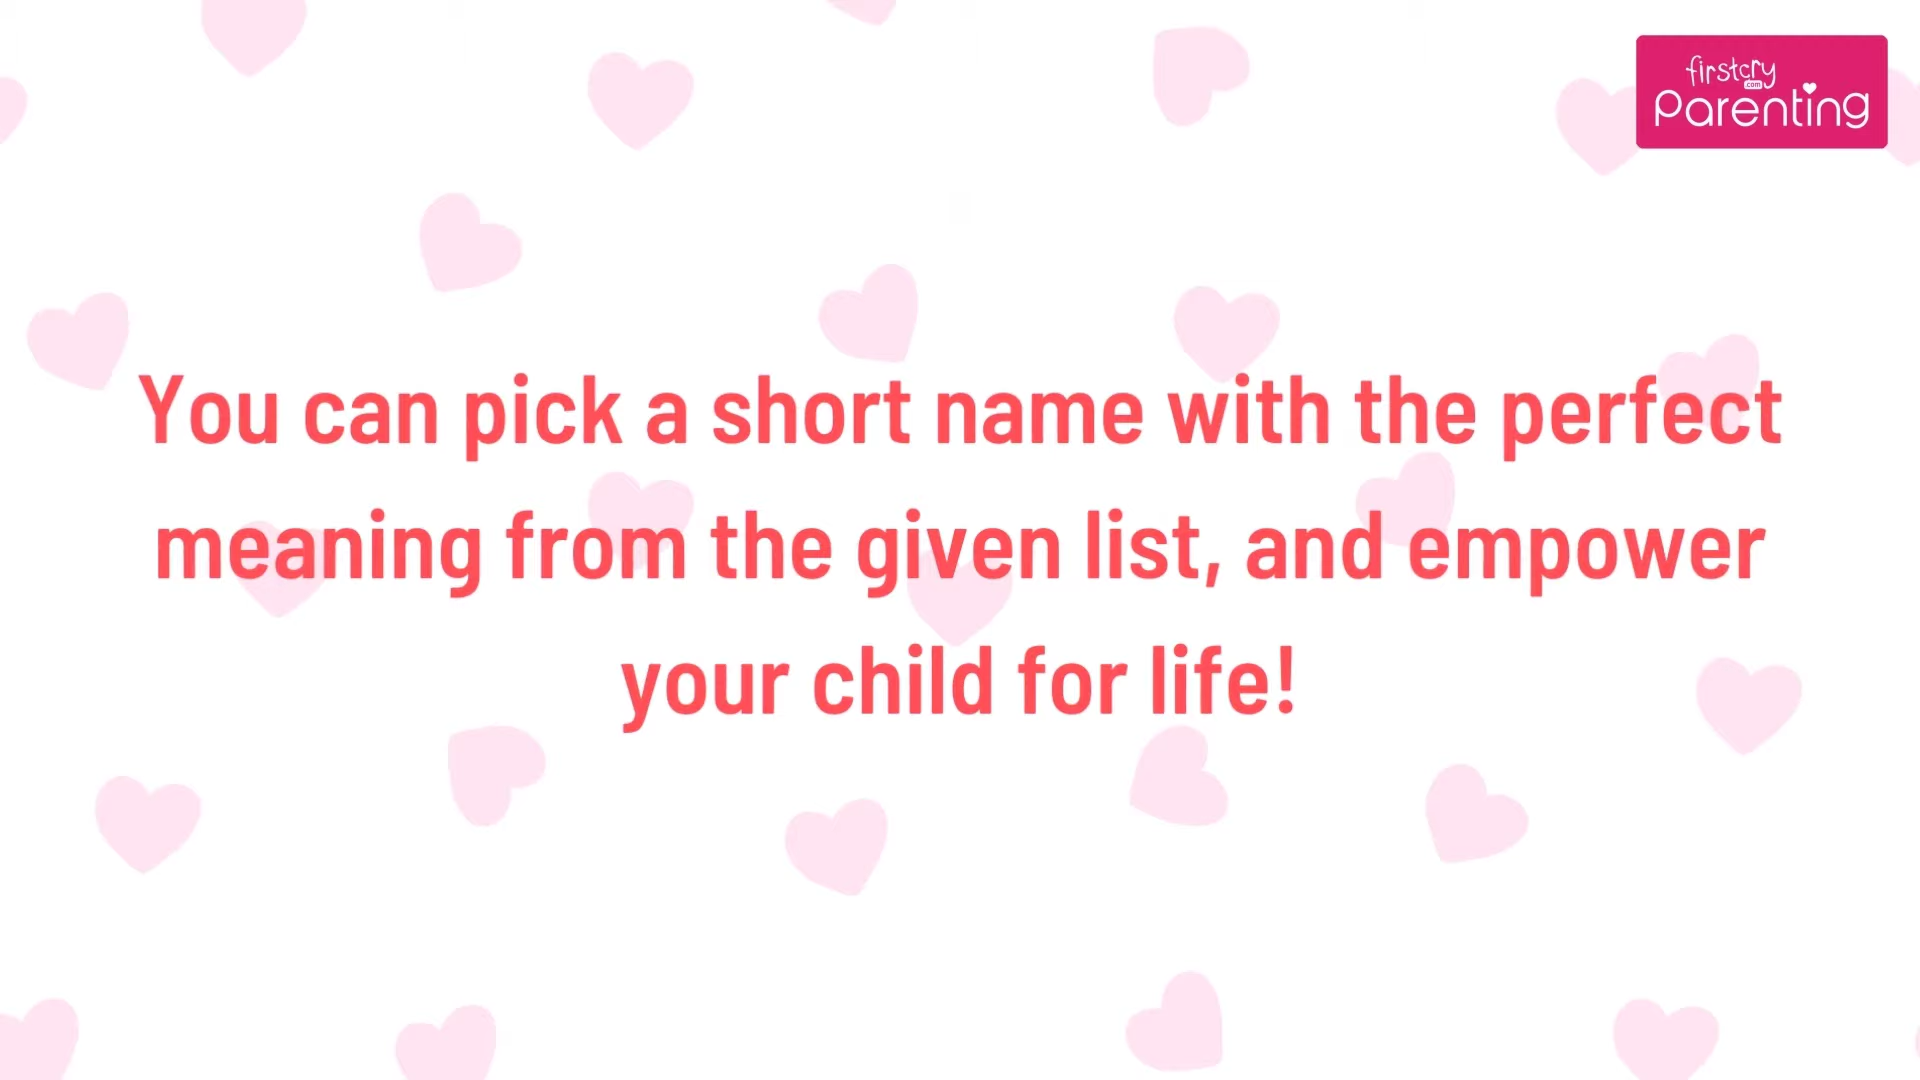 firstcry
.com
Parenting
You can pick a short name with the perfect
meaning from the given list, and empower
your child for life!